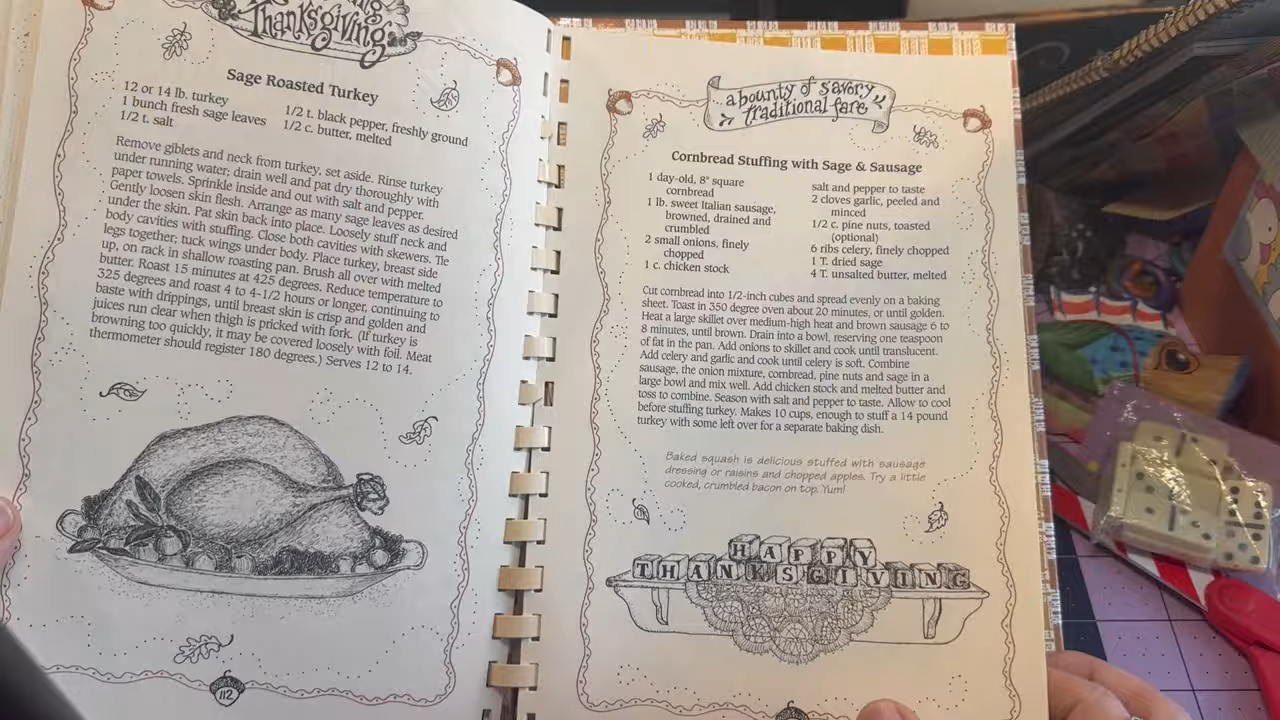 Thanksgiving
Sage Roasted Turkey
12 or 14 lb. turkey
1 bunch fresh sage leaves
1/2 t. salt
1/2 t. black pepper, freshly ground
1/2 c. butter, melted
Remove giblets and neck from turkey, set aside. Rinse turkey
under running water; drain well and pat dry thoroughly with
paper towels. Sprinkle inside and out with salt and pepper.
Gently loosen skin flesh. Arrange as many sage leaves as desired
under the skin. Pat skin back into place. Loosely stuff neck and
body cavities with stuffing. Close both cavities with skewers. Tie
legs together; tuck wings under body. Place turkey, breast side
up, on rack in shallow roasting pan. Brush all over with melted
butter. Roast 15 minutes at 425 degrees. Reduce temperature to
325 degrees and roast 4 to 4-1/2 hours or longer, continuing to
baste with drippings, until breast skin is crisp and golden and
juices run clear when thigh is pricked with fork. (If turkey is
browning too quickly, it may be covered loosely with foil. Meat
thermometer should register 180 degrees.) Serves 12 to 14.
112
a bounty of savory
traditional fare
Cornbread Stuffing with Sage & Sausage
1 day-old, 8" square
cornbread
1 lb. sweet Italian sausage,
browned, drained and
crumbled
2 small onions, finely
chopped
1 c. chicken stock
salt and pepper to taste
2 cloves garlic, peeled and
minced
1/2 c. pine nuts, toasted
(optional)
6 ribs celery, finely chopped
1 T. dried sage
4 T. unsalted butter, melted
Cut cornbread into 1/2-inch cubes and spread evenly on a baking
sheet. Toast in 350 degree oven about 20 minutes, or until golden.
Heat a large skillet over medium-high heat and brown sausage 6 to
8 minutes, until brown. Drain into a bowl, reserving one teaspoon
of fat in the pan. Add onions to skillet and cook until translucent.
Add celery and garlic and cook until celery is soft. Combine
sausage, the onion mixture, cornbread, pine nuts and sage in a
large bowl and mix well. Add chicken stock and melted butter and
toss to combine. Season with salt and pepper to taste. Allow to cool
before stuffing turkey. Makes 10 cups, enough to stuff a 14 pound
turkey with some left over for a separate baking dish.
Baked squash is delicious stuffed with sausage
dressing or raisins and chopped apples. Try a little
cooked, crumbled bacon on top. Yum!
HAPPY
THANKSGIVING